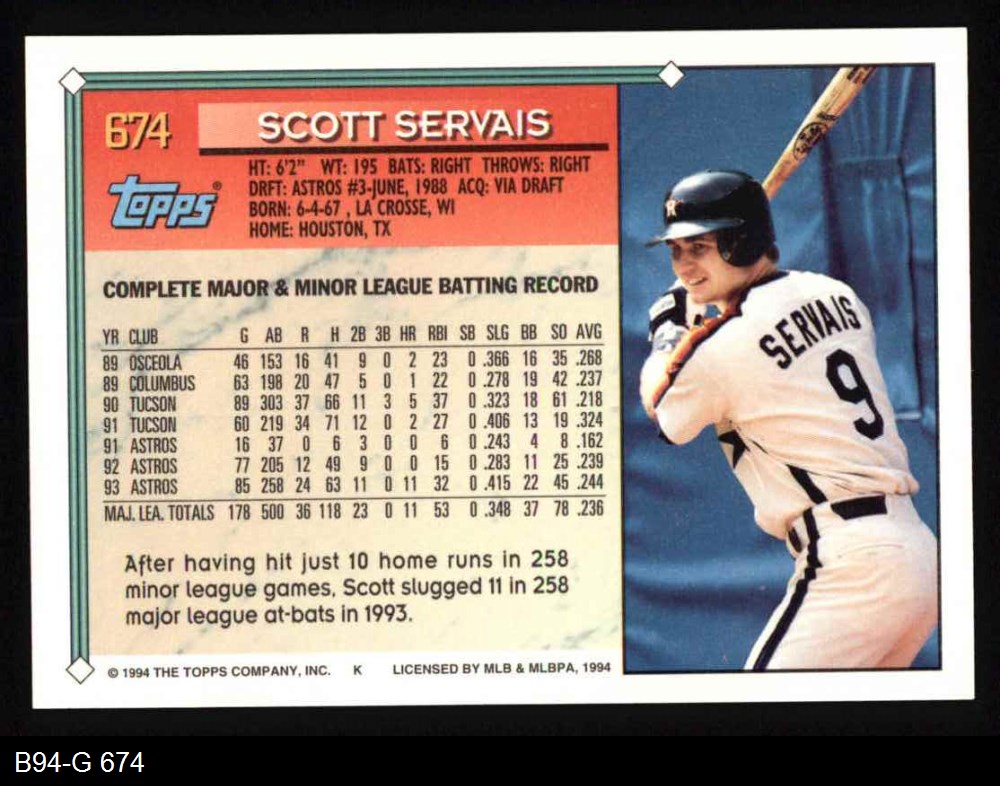 674
SCOTT SERVAIS
Topps®
HT: 6'2" WT: 195 BATS: RIGHT THROWS: RIGHT
DRFT: ASTROS #3-JUNE, 1988 ACQ: VIA DRAFT
BORN: 6-4-67 , LA CROSSE, WI
HOME: HOUSTON, TX
COMPLETE MAJOR & MINOR LEAGUE BATTING RECORD
YR CLUB G AB R H 2B 3B HR RBI SB SLG BB SO AVG
89 OSCEOLA 46 153 16 41 9 0 2 23 0 .366 16 35 .268
89 COLUMBUS 63 198 20 47 5 0 1 22 0 .278 19 42 .237
90 TUCSON 89 303 37 66 11 3 5 37 0 .323 18 61 .218
91 TUCSON 60 219 34 71 12 0 2 27 0 .406 13 19 .324
91 ASTROS 16 37 0 6 3 0 0 6 0 .243 4 8 .162
92 ASTROS 77 205 12 49 9 0 0 15 0 .283 11 25 .239
93 ASTROS 85 258 24 63 11 0 11 32 0 .415 22 45 .244
MAJ. LEA. TOTALS 178 500 36 118 23 0 11 53 0 .348 37 78 .236
After having hit just 10 home runs in 258
minor league games, Scott slugged 11 in 258
major league at-bats in 1993.
© 1994 THE TOPPS COMPANY, INC. K LICENSED BY MLB & MLBPA, 1994
SERVAIS
9
B94-G 674